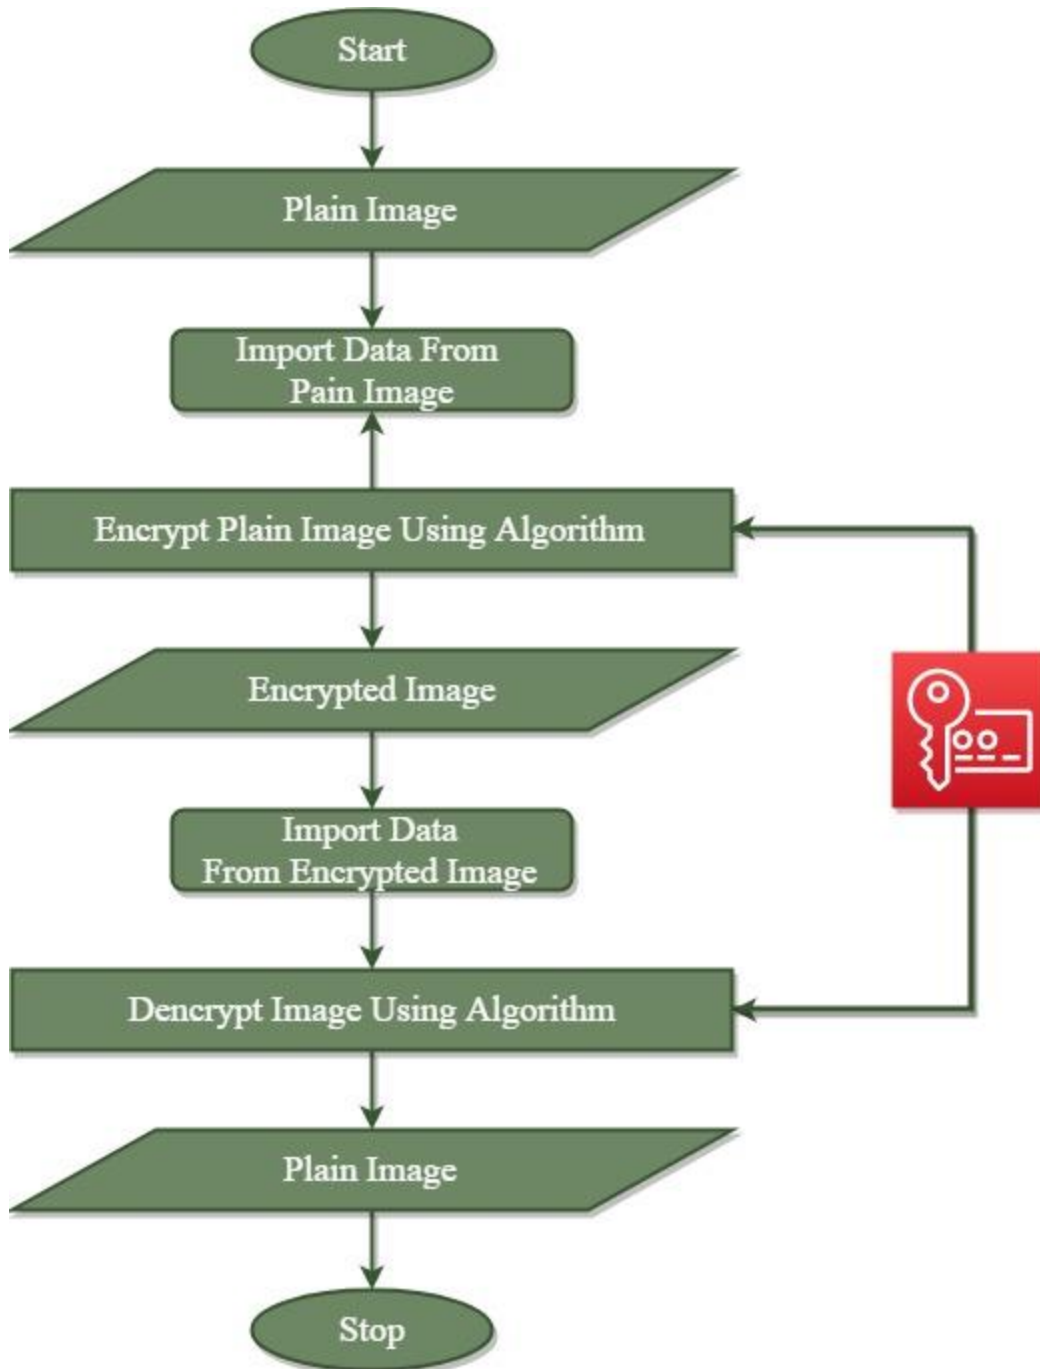 Start
Plain Image
Import Data From
Pain Image
Encrypt Plain Image Using Algorithm
Encrypted Image
Import Data
From Encrypted Image
Dencrypt Image Using Algorithm
Plain Image
Stop